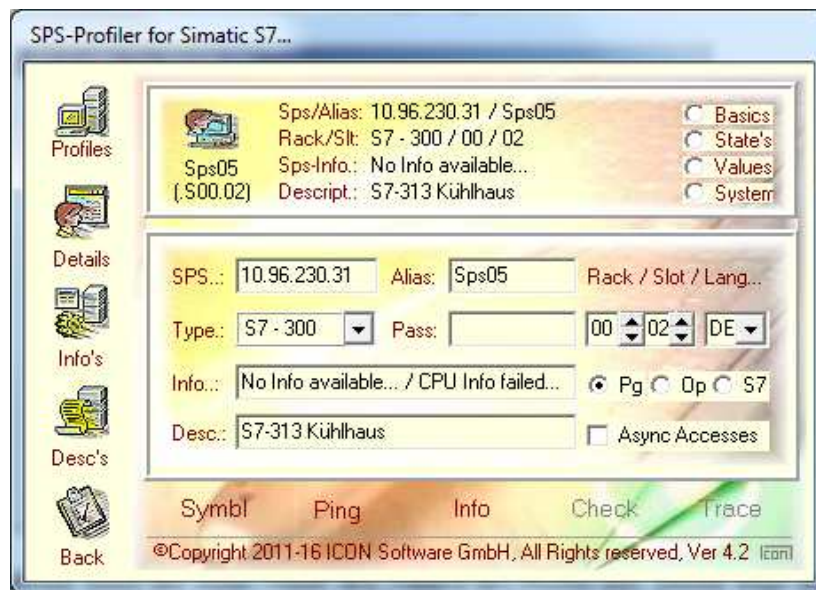 SPS-Profiler for Simatic S7...
Profiles
Details
Info's
Desc's
Back
Sps05
(.S00.02)
Sps/Alias: 10.96.230.31 / Sps05
Rack/Slt: S7 - 300 / 00 / 02
Sps-Info.: No Info available...
Descript.: S7-313 Kühlhaus
Basics
State's
Values
System
SPS..: 10.96.230.31 Alias: Sps05 Rack / Slot / Lang...
Type.: S7 - 300 Pass: 00 02 DE
Info..: No Info available... / CPU Info failed... Pg Op S7
Desc.: S7-313 Kühlhaus Async Accesses
Symbl Ping Info Check Trace
©Copyright 2011-16 ICON Software GmbH, All Rights reserved, Ver 4.2 Icon